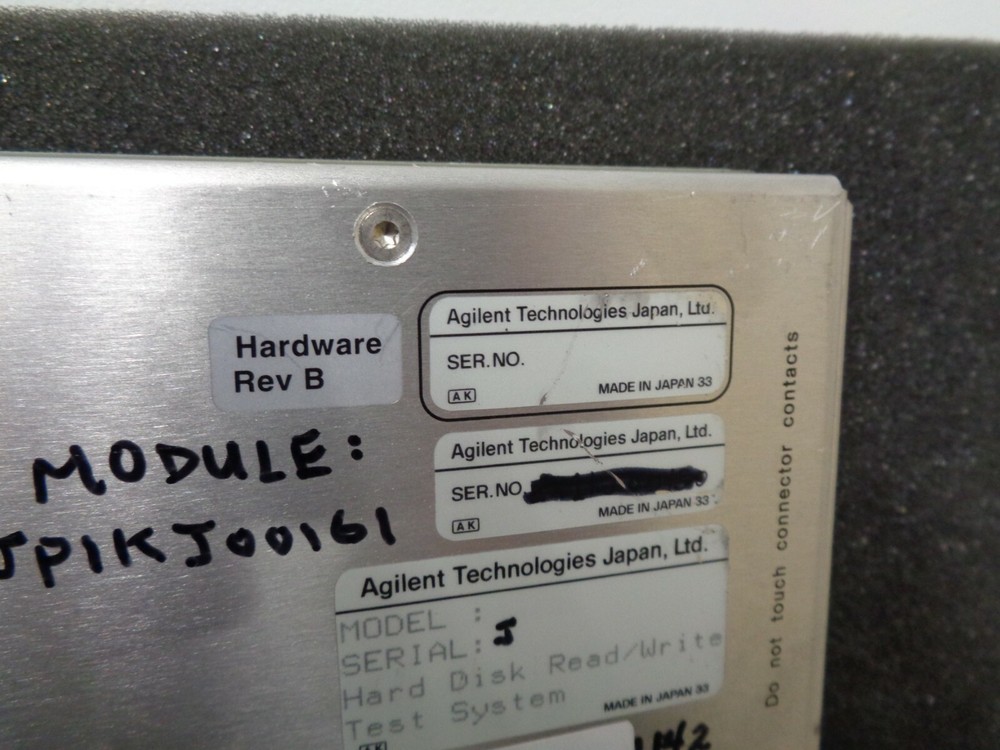 Hardware
Rev B
Agilent Technologies Japan, Ltd.
SER.NO.
AK
MADE IN JAPAN 33
Agilent Technologies Japan, Ltd.
SER.NO
AK
MADE IN JAPAN 33
MODULE:
JP1KJ00161
Agilent Technologies Japan, Ltd.
MODEL :
SERIAL: J
Hard Disk Read/Write
Test System
MADE IN JAPAN 33
AK
Do not touch connector contacts